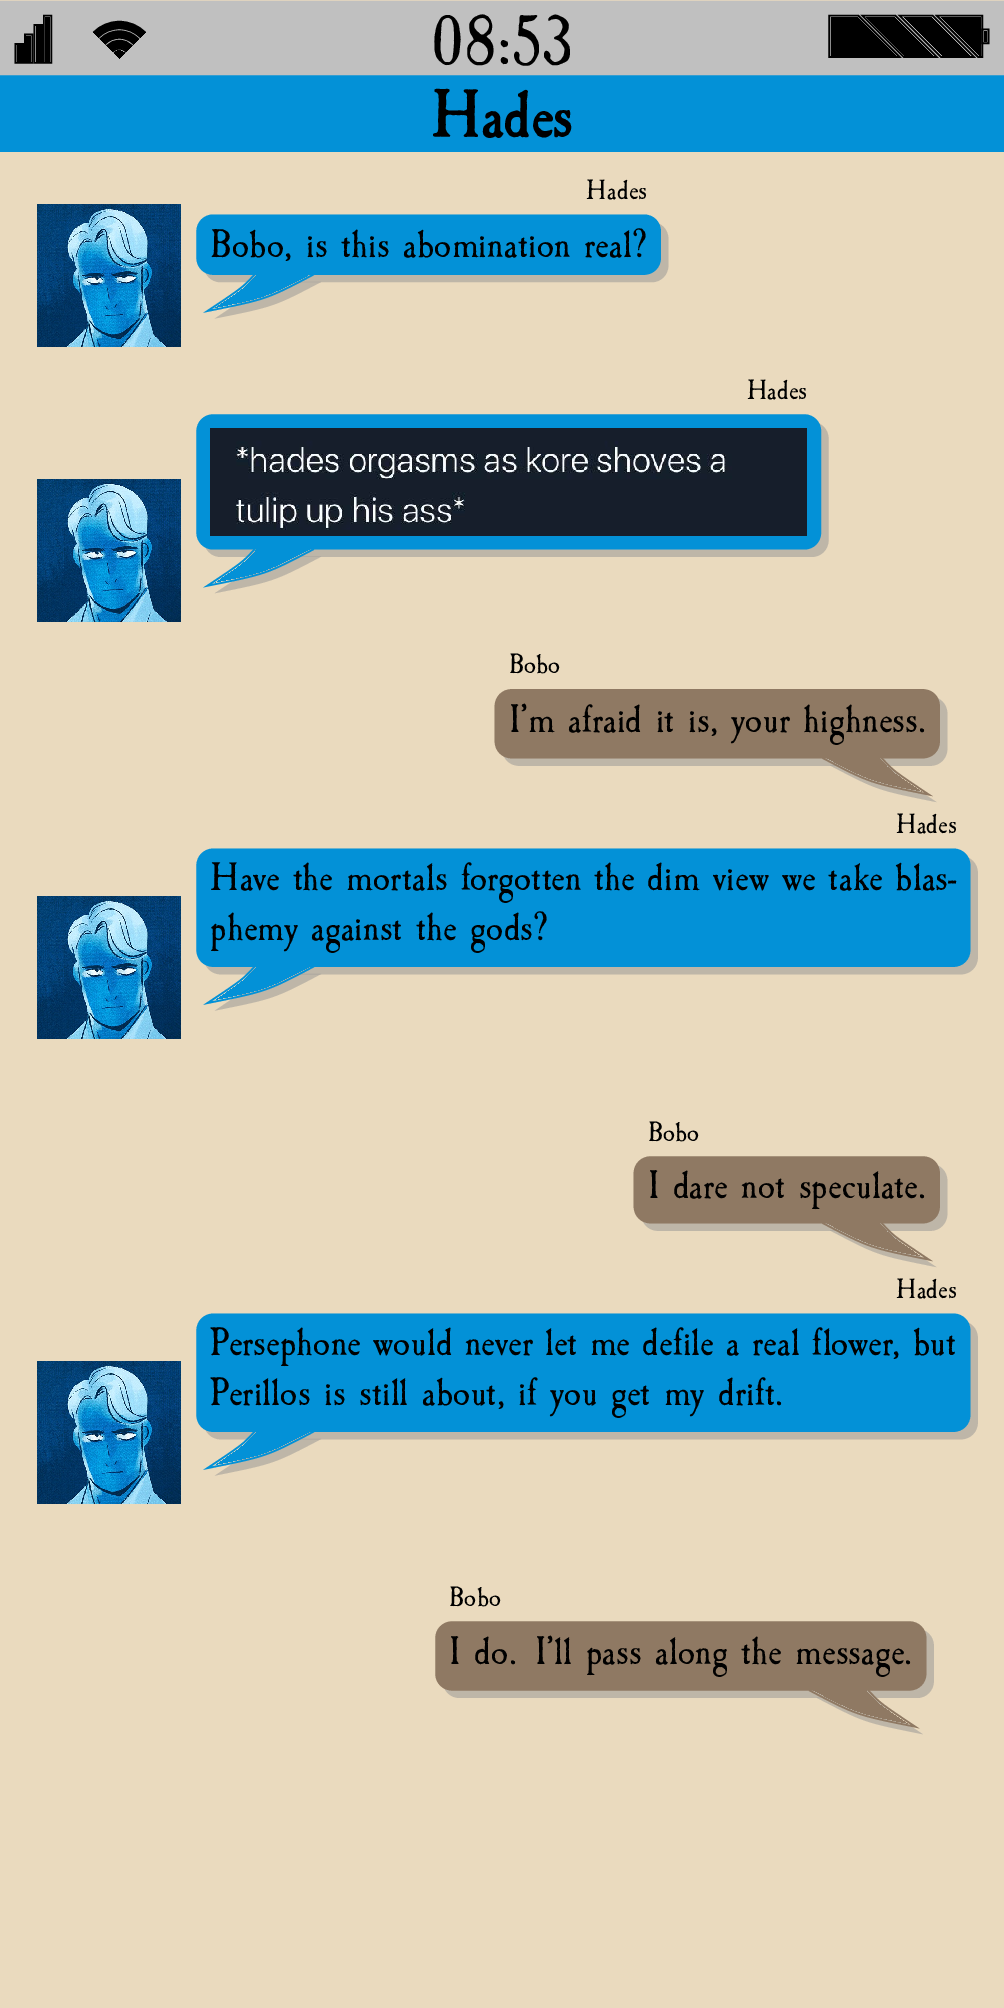 08:53
Hades
Hades
Bobo, is this abomination real?
Hades
*hades orgasms as kore shoves a
tulip up his ass*
Bobo
I'm afraid it is, your highness.
Hades
Have the mortals forgotten the dim view we take blas-
phemy against the gods?
Bobo
I dare not speculate.
Hades
Persephone would never let me defile a real flower, but
Perillos is still about, if you get my drift.
Bobo
I do. I'll pass along the message.